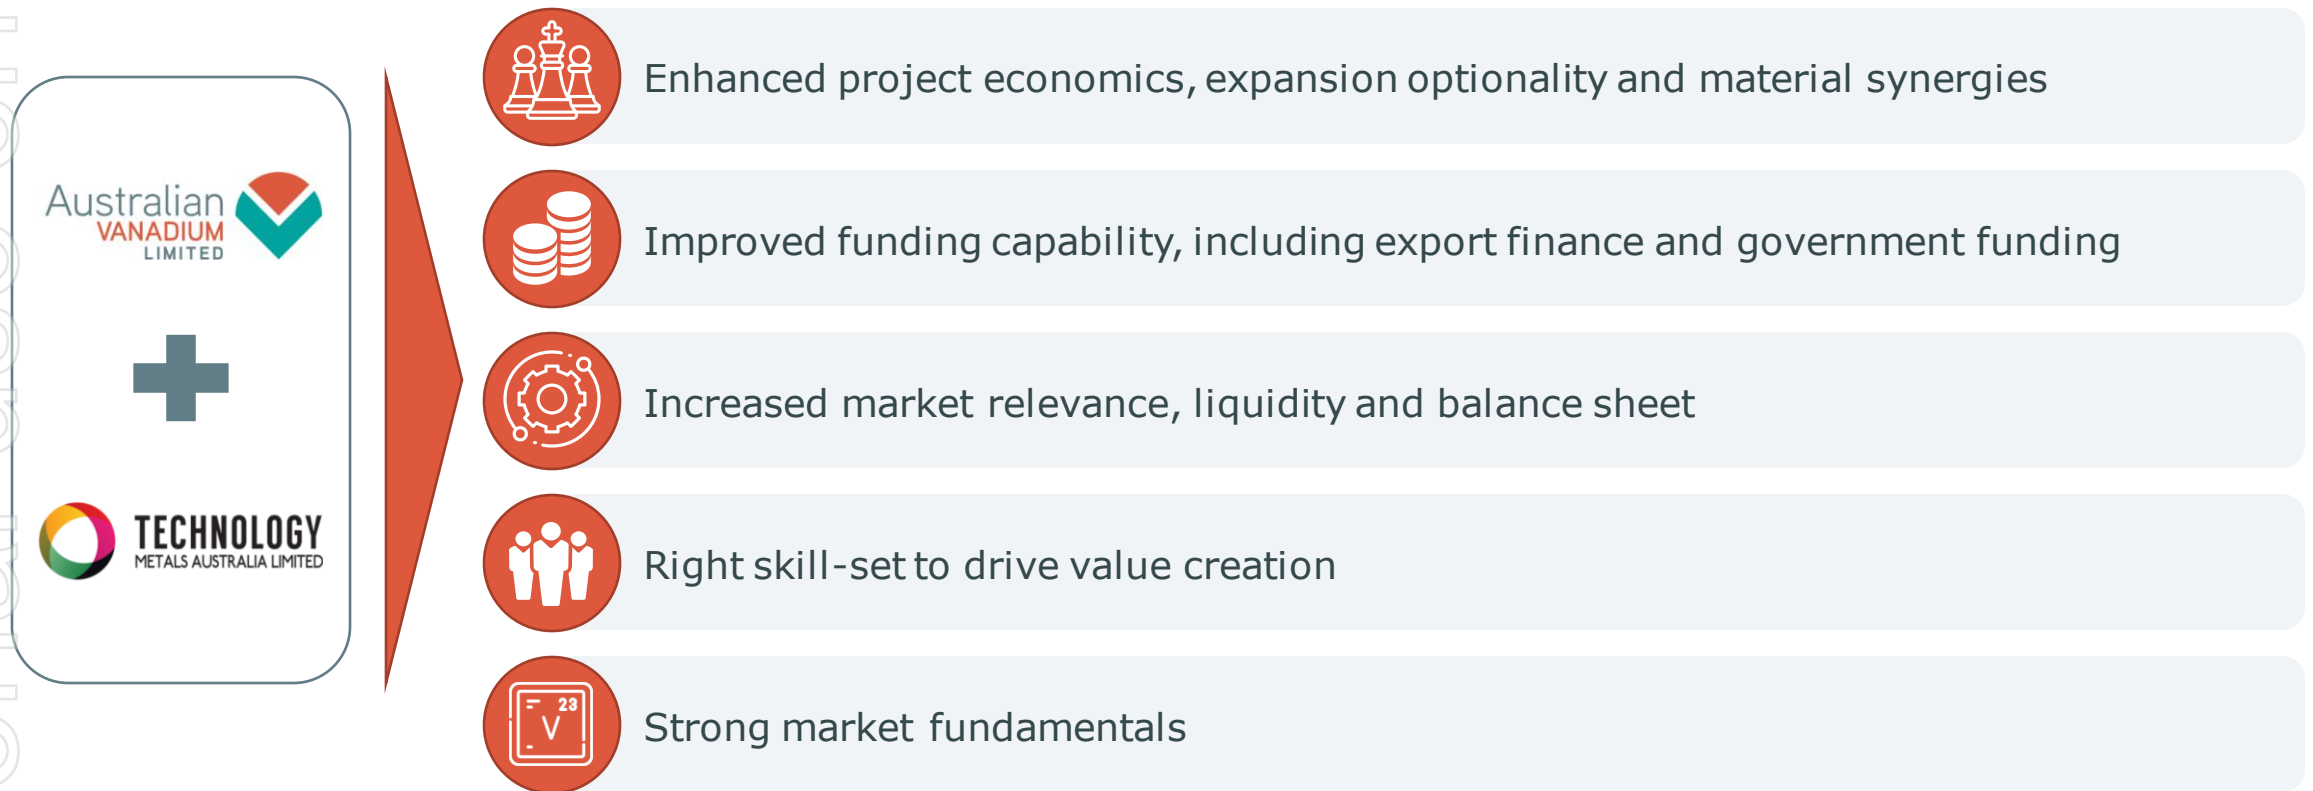 Australian
VANADIUM
LIMITED
TECHNOLOGY
METALS AUSTRALIA LIMITED
Enhanced project economics, expansion optionality and material synergies
Improved funding capability, including export finance and government funding
Increased market relevance, liquidity and balance sheet
Right skill-set to drive value creation
23
V
Strong market fundamentals